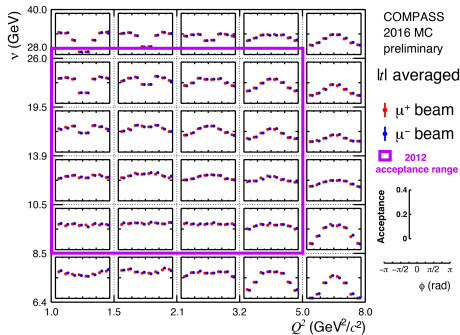 40.0
28.0
26.0
19.5
13.9
10.5
8.5
6.4
ν (GeV)
1.0 1.5 2.1 3.2 5.0 8.0
Q² (GeV²/c²)
COMPASS
2016 MC
preliminary
|t| averaged
μ⁺ beam
μ⁻ beam
2012
acceptance range
Acceptance
0.4
0.2
0
−π −π/2 0 π/2 π
ϕ (rad)